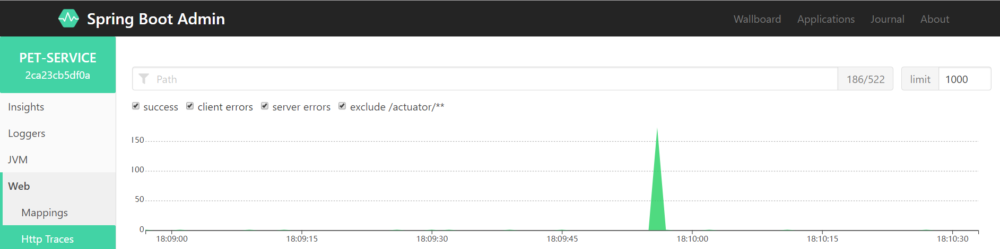 Spring Boot Admin
Wallboard Applications Journal About
PET-SERVICE
2ca23cb5df0a
Insights
Loggers
JVM
Web
Mappings
Http Traces
Path 186/522 limit 1000
success client errors server errors exclude /actuator/**
150
100
50
0
18:09:00 18:09:15 18:09:30 18:09:45 18:10:00 18:10:15 18:10:30